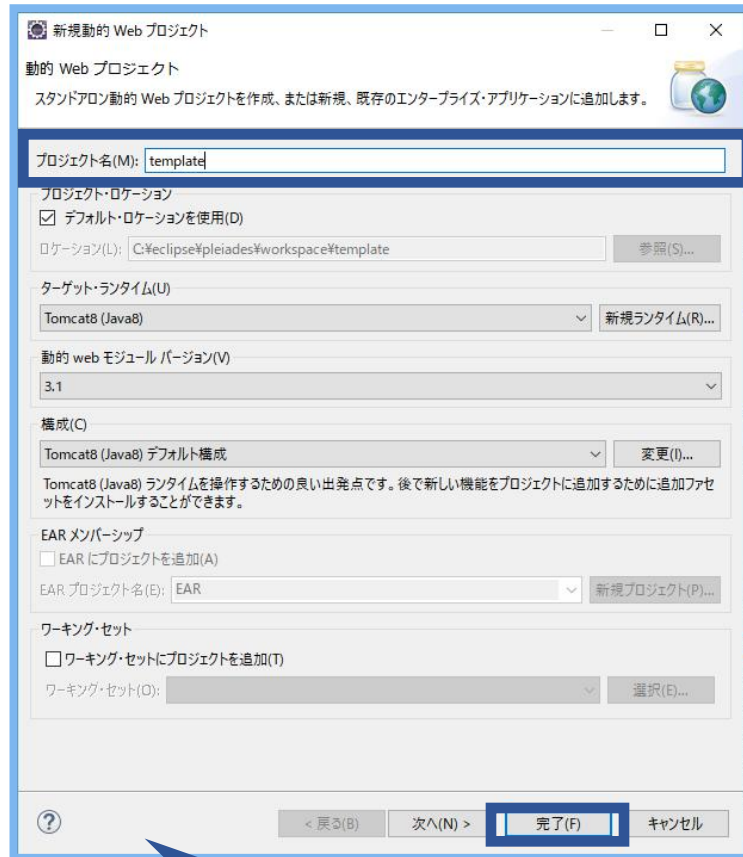 新規動的 Web プロジェクト
動的 Web プロジェクト
スタンドアロン動的 Web プロジェクトを作成、または新規、既存のエンタープライズ・アプリケーションに追加します。
プロジェクト名(M): template
プロジェクト・ロケーション
デフォルト・ロケーションを使用(D)
ロケーション(L): C:¥eclipse¥pleiades¥workspace¥template 参照(S)...
ターゲット・ランタイム(U)
Tomcat8 (Java8) 新規ランタイム(R)...
動的 web モジュール バージョン(V)
3.1
構成(C)
Tomcat8 (Java8) デフォルト構成 変更(I)...
Tomcat8 (Java8) ランタイムを操作するための良い出発点です。後で新しい機能をプロジェクトに追加するために追加ファセ
ットをインストールすることができます。
EAR メンバーシップ
EAR にプロジェクトを追加(A)
EAR プロジェクト名(E): EAR 新規プロジェクト(P)...
ワーキング・セット
ワーキング・セットにプロジェクトを追加(T)
ワーキング・セット(O): 選択(E)...
? < 戻る(B) 次へ(N) > 完了(F) キャンセル